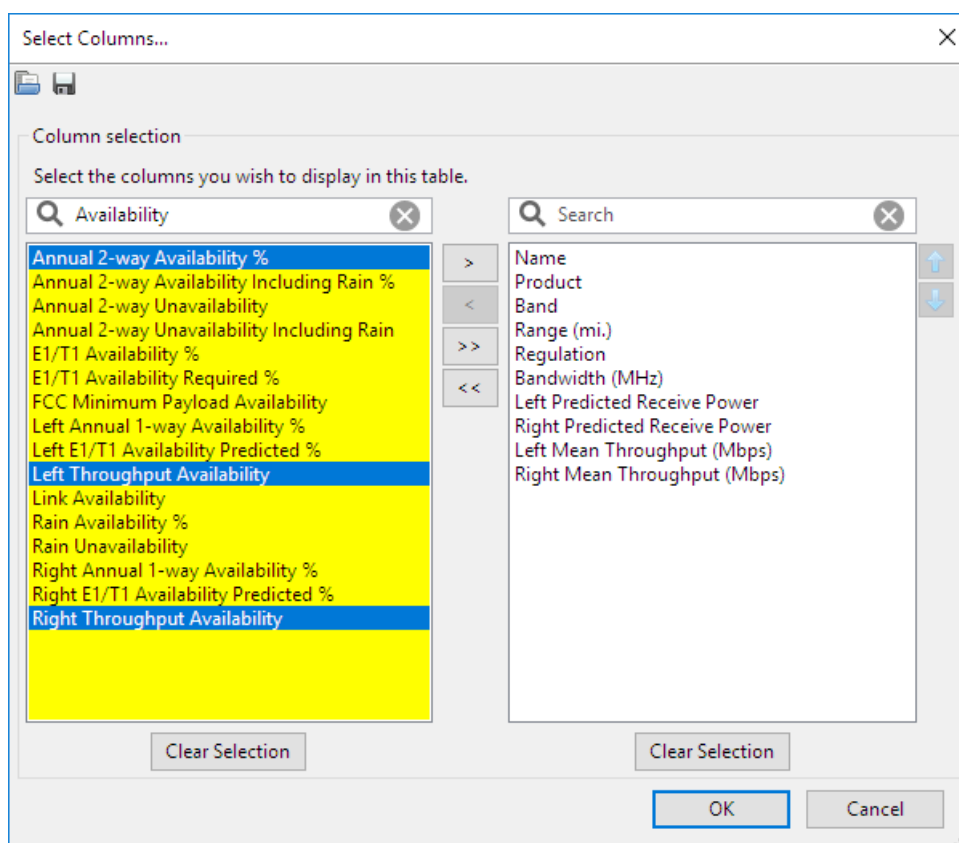 Select Columns...
Column selection
Select the columns you wish to display in this table.
Availability
Search
Annual 2-way Availability %
Annual 2-way Availability Including Rain %
Annual 2-way Unavailability
Annual 2-way Unavailability Including Rain
E1/T1 Availability %
E1/T1 Availability Required %
FCC Minimum Payload Availability
Left Annual 1-way Availability %
Left E1/T1 Availability Predicted %
Left Throughput Availability
Link Availability
Rain Availability %
Rain Unavailability
Right Annual 1-way Availability %
Right E1/T1 Availability Predicted %
Right Throughput Availability
>
<
>>
<<
Name
Product
Band
Range (mi.)
Regulation
Bandwidth (MHz)
Left Predicted Receive Power
Right Predicted Receive Power
Left Mean Throughput (Mbps)
Right Mean Throughput (Mbps)
Clear Selection
Clear Selection
OK
Cancel